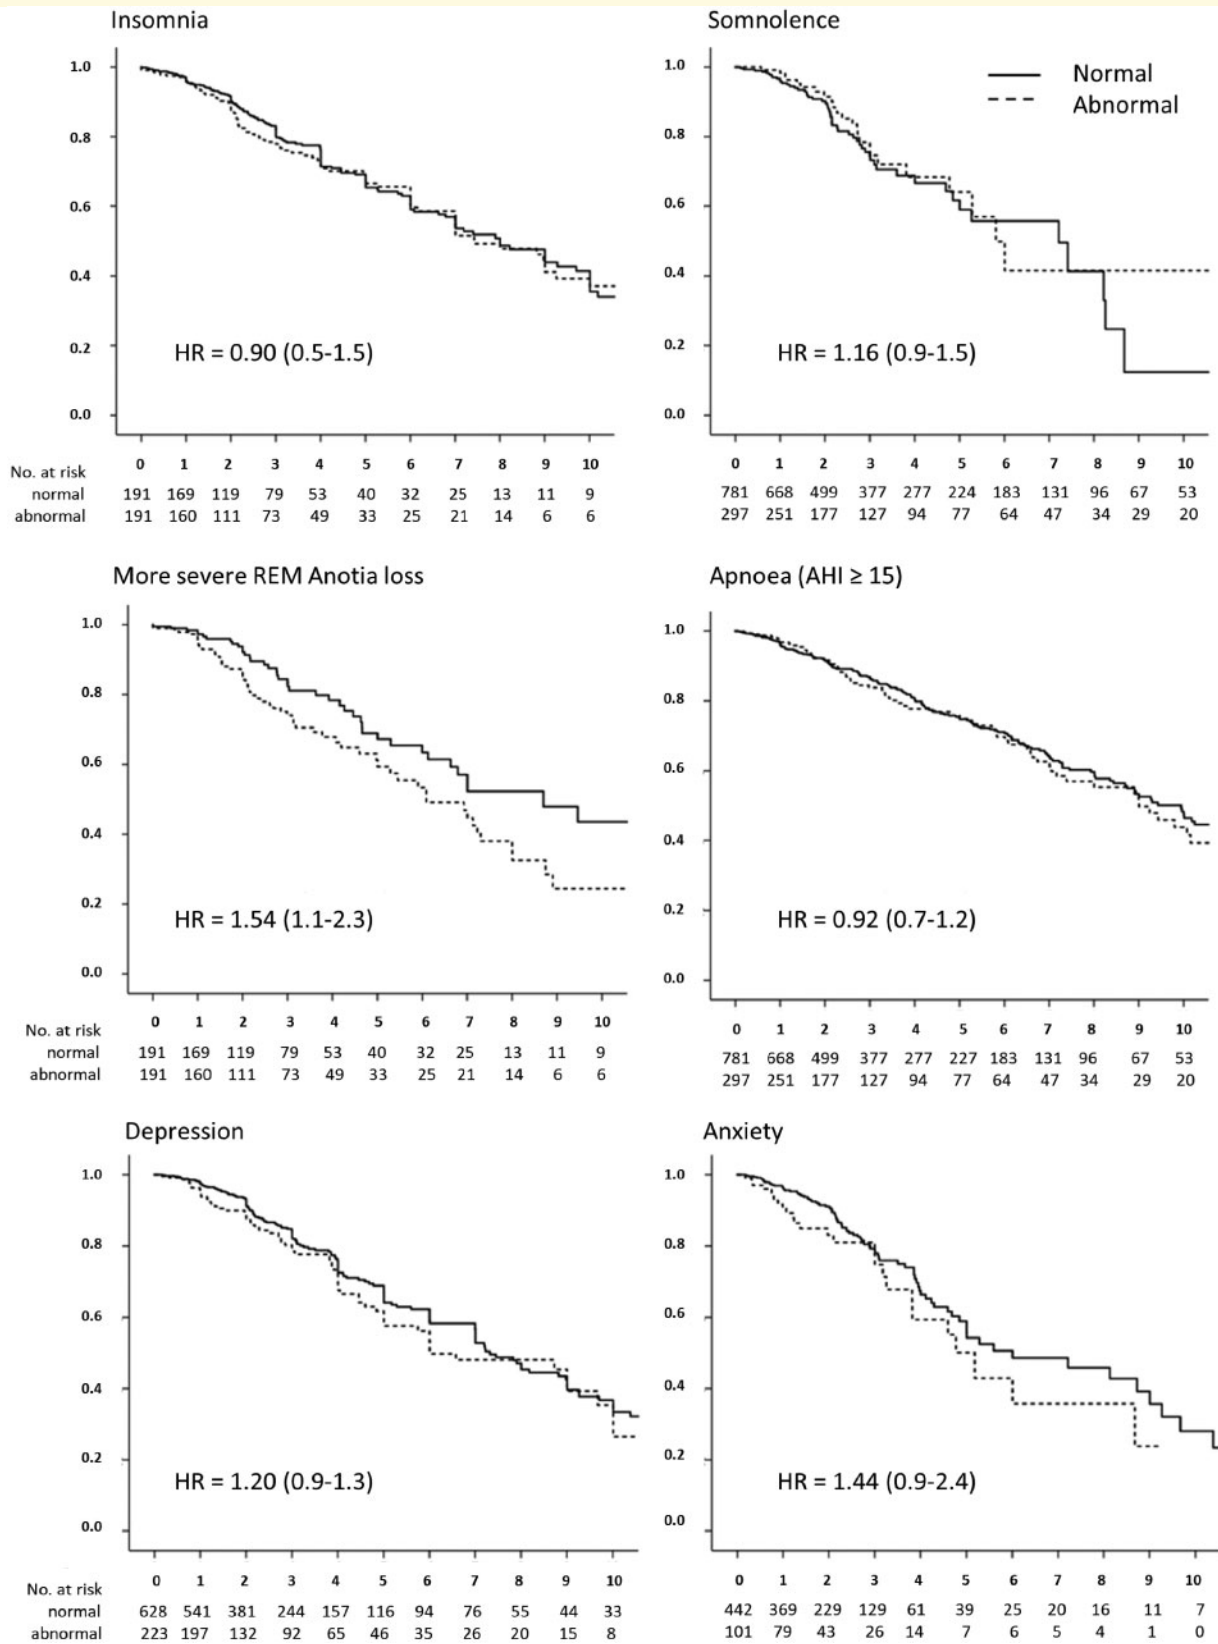 Insomnia
1.0
0.8
0.6
0.4
0.2
0.0
HR = 0.90 (0.5-1.5)
0 1 2 3 4 5 6 7 8 9 10
No. at risk
normal 191 169 119 79 53 40 32 25 13 11 9
abnormal 191 160 111 73 49 33 25 21 14 6 6
Somnolence
Normal
Abnormal
1.0
0.8
0.6
0.4
0.2
0.0
HR = 1.16 (0.9-1.5)
0 1 2 3 4 5 6 7 8 9 10
781 668 499 377 277 224 183 131 96 67 53
297 251 177 127 94 77 64 47 34 29 20
More severe REM Anotia loss
1.0
0.8
0.6
0.4
0.2
0.0
HR = 1.54 (1.1-2.3)
0 1 2 3 4 5 6 7 8 9 10
No. at risk
normal 191 169 119 79 53 40 32 25 13 11 9
abnormal 191 160 111 73 49 33 25 21 14 6 6
Apnoea (AHI ≥ 15)
1.0
0.8
0.6
0.4
0.2
0.0
HR = 0.92 (0.7-1.2)
0 1 2 3 4 5 6 7 8 9 10
781 668 499 377 277 227 183 131 96 67 53
297 251 177 127 94 77 64 47 34 29 20
Depression
1.0
0.8
0.6
0.4
0.2
0.0
HR = 1.20 (0.9-1.3)
0 1 2 3 4 5 6 7 8 9 10
No. at risk
normal 628 541 381 244 157 116 94 76 55 44 33
abnormal 223 197 132 92 65 46 35 26 20 15 8
Anxiety
1.0
0.8
0.6
0.4
0.2
0.0
HR = 1.44 (0.9-2.4)
0 1 2 3 4 5 6 7 8 9 10
442 369 229 129 61 39 25 20 16 11 7
101 79 43 26 14 7 6 5 4 1 0